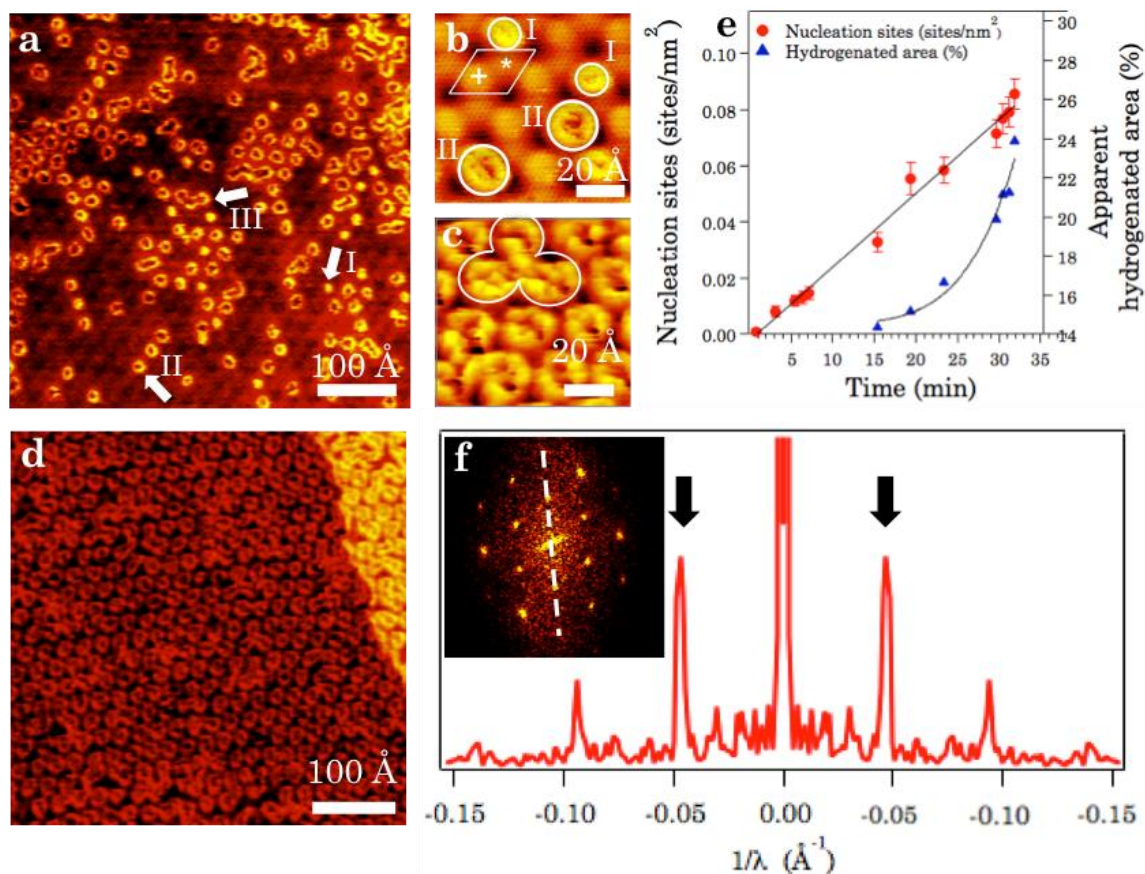 a
III
I
II
100 Å
b
I
I
II
II
+
*
20 Å
c
20 Å
d
100 Å
e
Nucleation sites (sites/nm²)
Hydrogenated area (%)
Nucleation sites (sites/nm²)
0.10
0.08
0.06
0.04
0.02
0.00
30
28
26
24
22
20
18
16
14
Apparent
hydrogenated area (%)
5 10 15 20 25 30 35
Time (min)
f
-0.15 -0.10 -0.05 0.00 -0.05 -0.10 -0.15
1/λ (Å⁻¹)